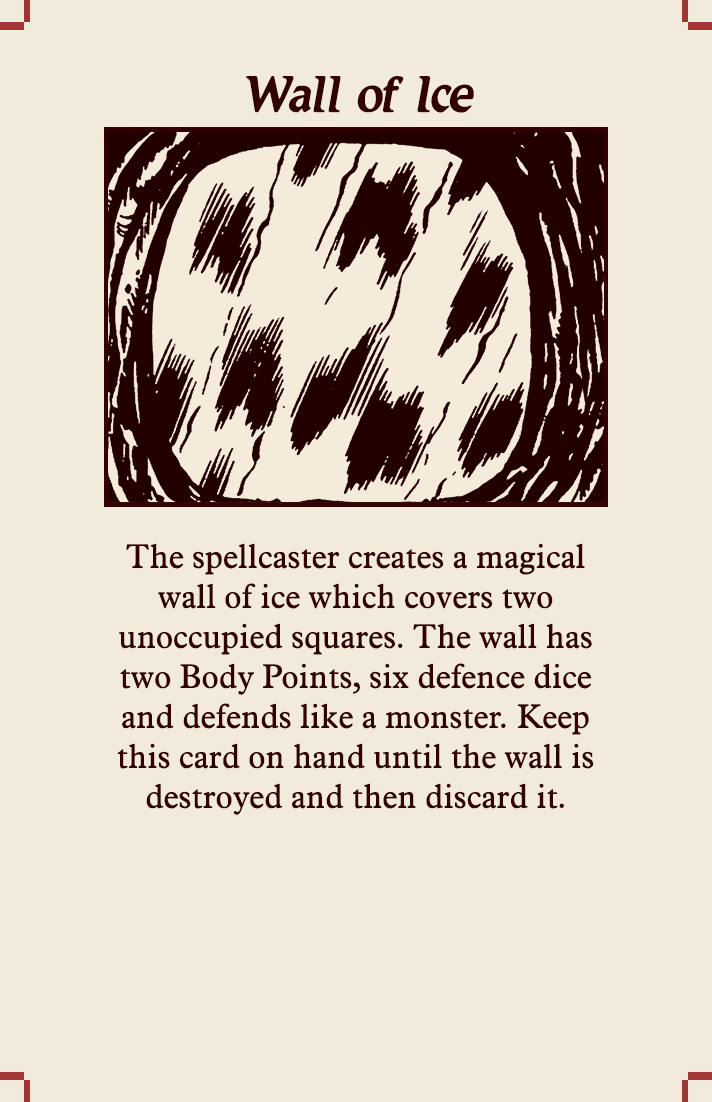 Wall of Ice
The spellcaster creates a magical
wall of ice which covers two
unoccupied squares. The wall has
two Body Points, six defence dice
and defends like a monster. Keep
this card on hand until the wall is
destroyed and then discard it.